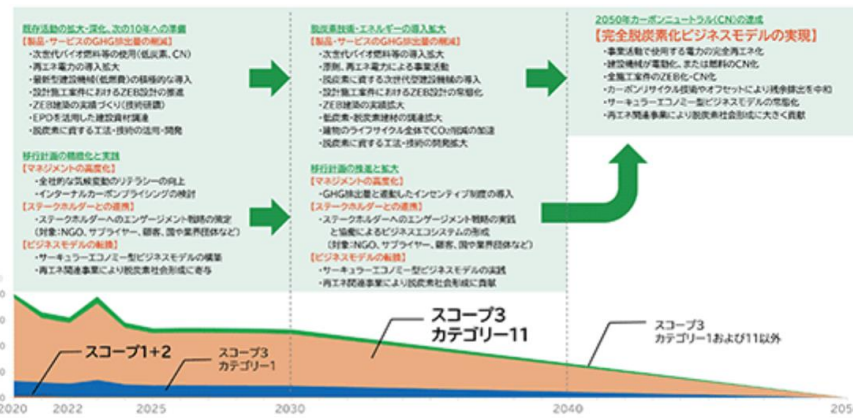 既存活動の拡大・深化、次の10年への準備
【製品・サービスのGHG排出量の削減】
・次世代バイオ燃料等の使用(低炭素、CN)
・再エネ電力の導入拡大
・最新型建設機械(低燃費)の積極的な導入
・設計施工案件におけるZEB設計の推進
・ZEB建築の実績づくり(技術研鑽)
・EPDを活用した建設資材調達
・脱炭素に資する工法・技術の活用・開発
移行計画の精緻化と実践
【マネジメントの高度化】
・全社的な気候変動のリテラシーの向上
・インターナルカーボンプライシングの検討
【ステークホルダーとの連携】
・ステークホルダーへのエンゲージメント戦略の策定
(対象:NGO、サプライヤー、顧客、国や業界団体など)
【ビジネスモデルの転換】
・サーキュラーエコノミー型ビジネスモデルの構築
・再エネ関連事業により脱炭素社会形成に寄与
脱炭素技術・エネルギーの導入拡大
【製品・サービスのGHG排出量の削減】
・次世代バイオ燃料等の導入拡大
・原則、再エネ電力による事業活動
・脱炭素に資する次世代型建設機械の導入
・設計施工案件におけるZEB設計の常態化
・ZEB建築の実績拡大
・低炭素・脱炭素建材の調達拡大
・建物のライフサイクル全体でCO₂削減の加速
・脱炭素に資する工法・技術の開発拡大
移行計画の推進と拡大
【マネジメントの高度化】
・GHG排出量と連動したインセンティブ制度の導入
【ステークホルダーとの連携】
・ステークホルダーへのエンゲージメント戦略の実践
と協働によるビジネスエコシステムの形成
(対象:NGO、サプライヤー、顧客、国や業界団体など)
【ビジネスモデルの転換】
・サーキュラーエコノミー型ビジネスモデルの実践
・再エネ関連事業により脱炭素社会形成に貢献
2050年カーボンニュートラル(CN)の達成
【完全脱炭素化ビジネスモデルの実現】
・事業活動で使用する電力の完全再エネ化
・建設機械が電動化、または燃料のCN化
・全施工案件のZEB化・CN化
・カーボンリサイクル技術やオフセットにより残余排出を中和
・サーキュラーエコノミー型ビジネスモデルの常態化
・再エネ関連事業により脱炭素社会形成に大きく貢献
スコープ1+2
スコープ3
カテゴリー1
スコープ3
カテゴリー11
スコープ3
カテゴリー1および11以外
2020 2022 2025 2030 2040